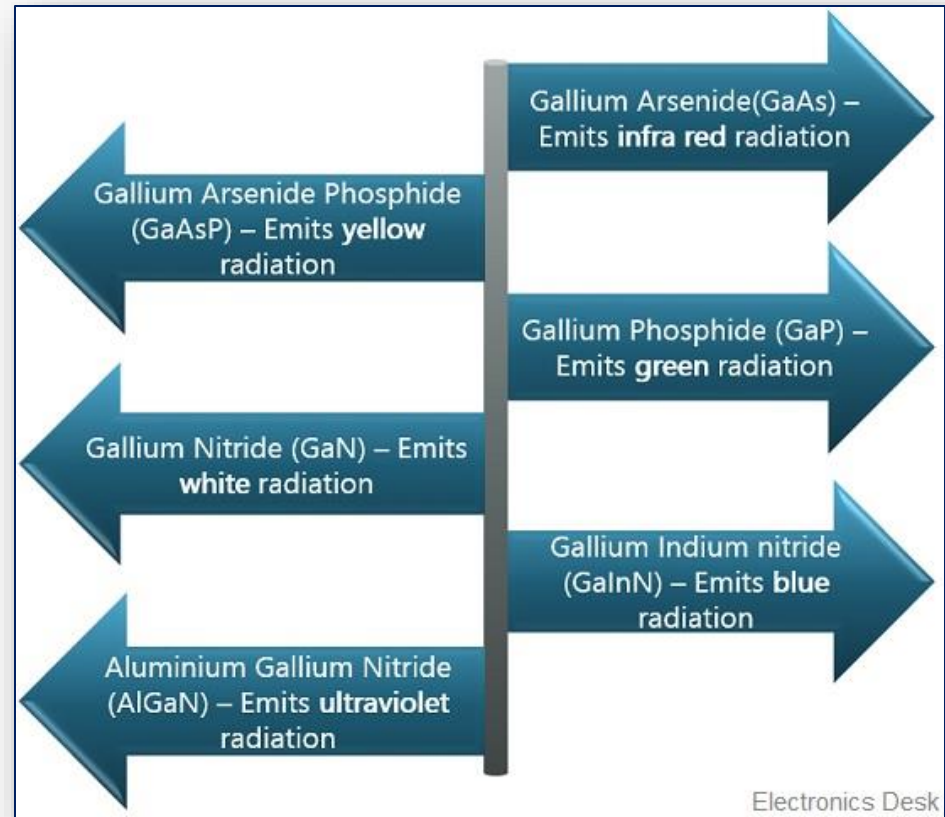 Gallium Arsenide(GaAs) –
Emits infra red radiation
Gallium Arsenide Phosphide
(GaAsP) – Emits yellow
radiation
Gallium Phosphide (GaP) –
Emits green radiation
Gallium Nitride (GaN) – Emits
white radiation
Gallium Indium nitride
(GaInN) – Emits blue
radiation
Aluminium Gallium Nitride
(AlGaN) – Emits ultraviolet
radiation
Electronics Desk